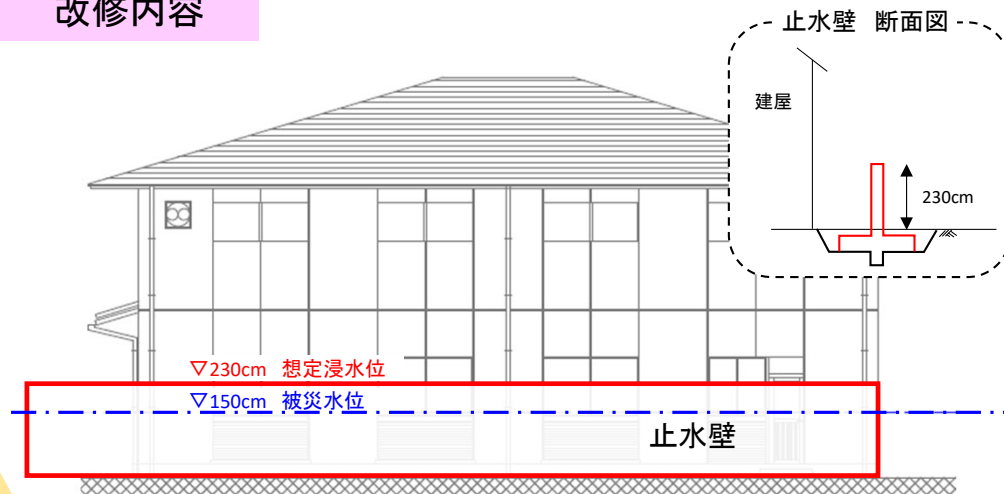 改修内容
止水壁 断面図
建屋
230cm
▽230cm 想定浸水位
▽150cm 被災水位
止水壁